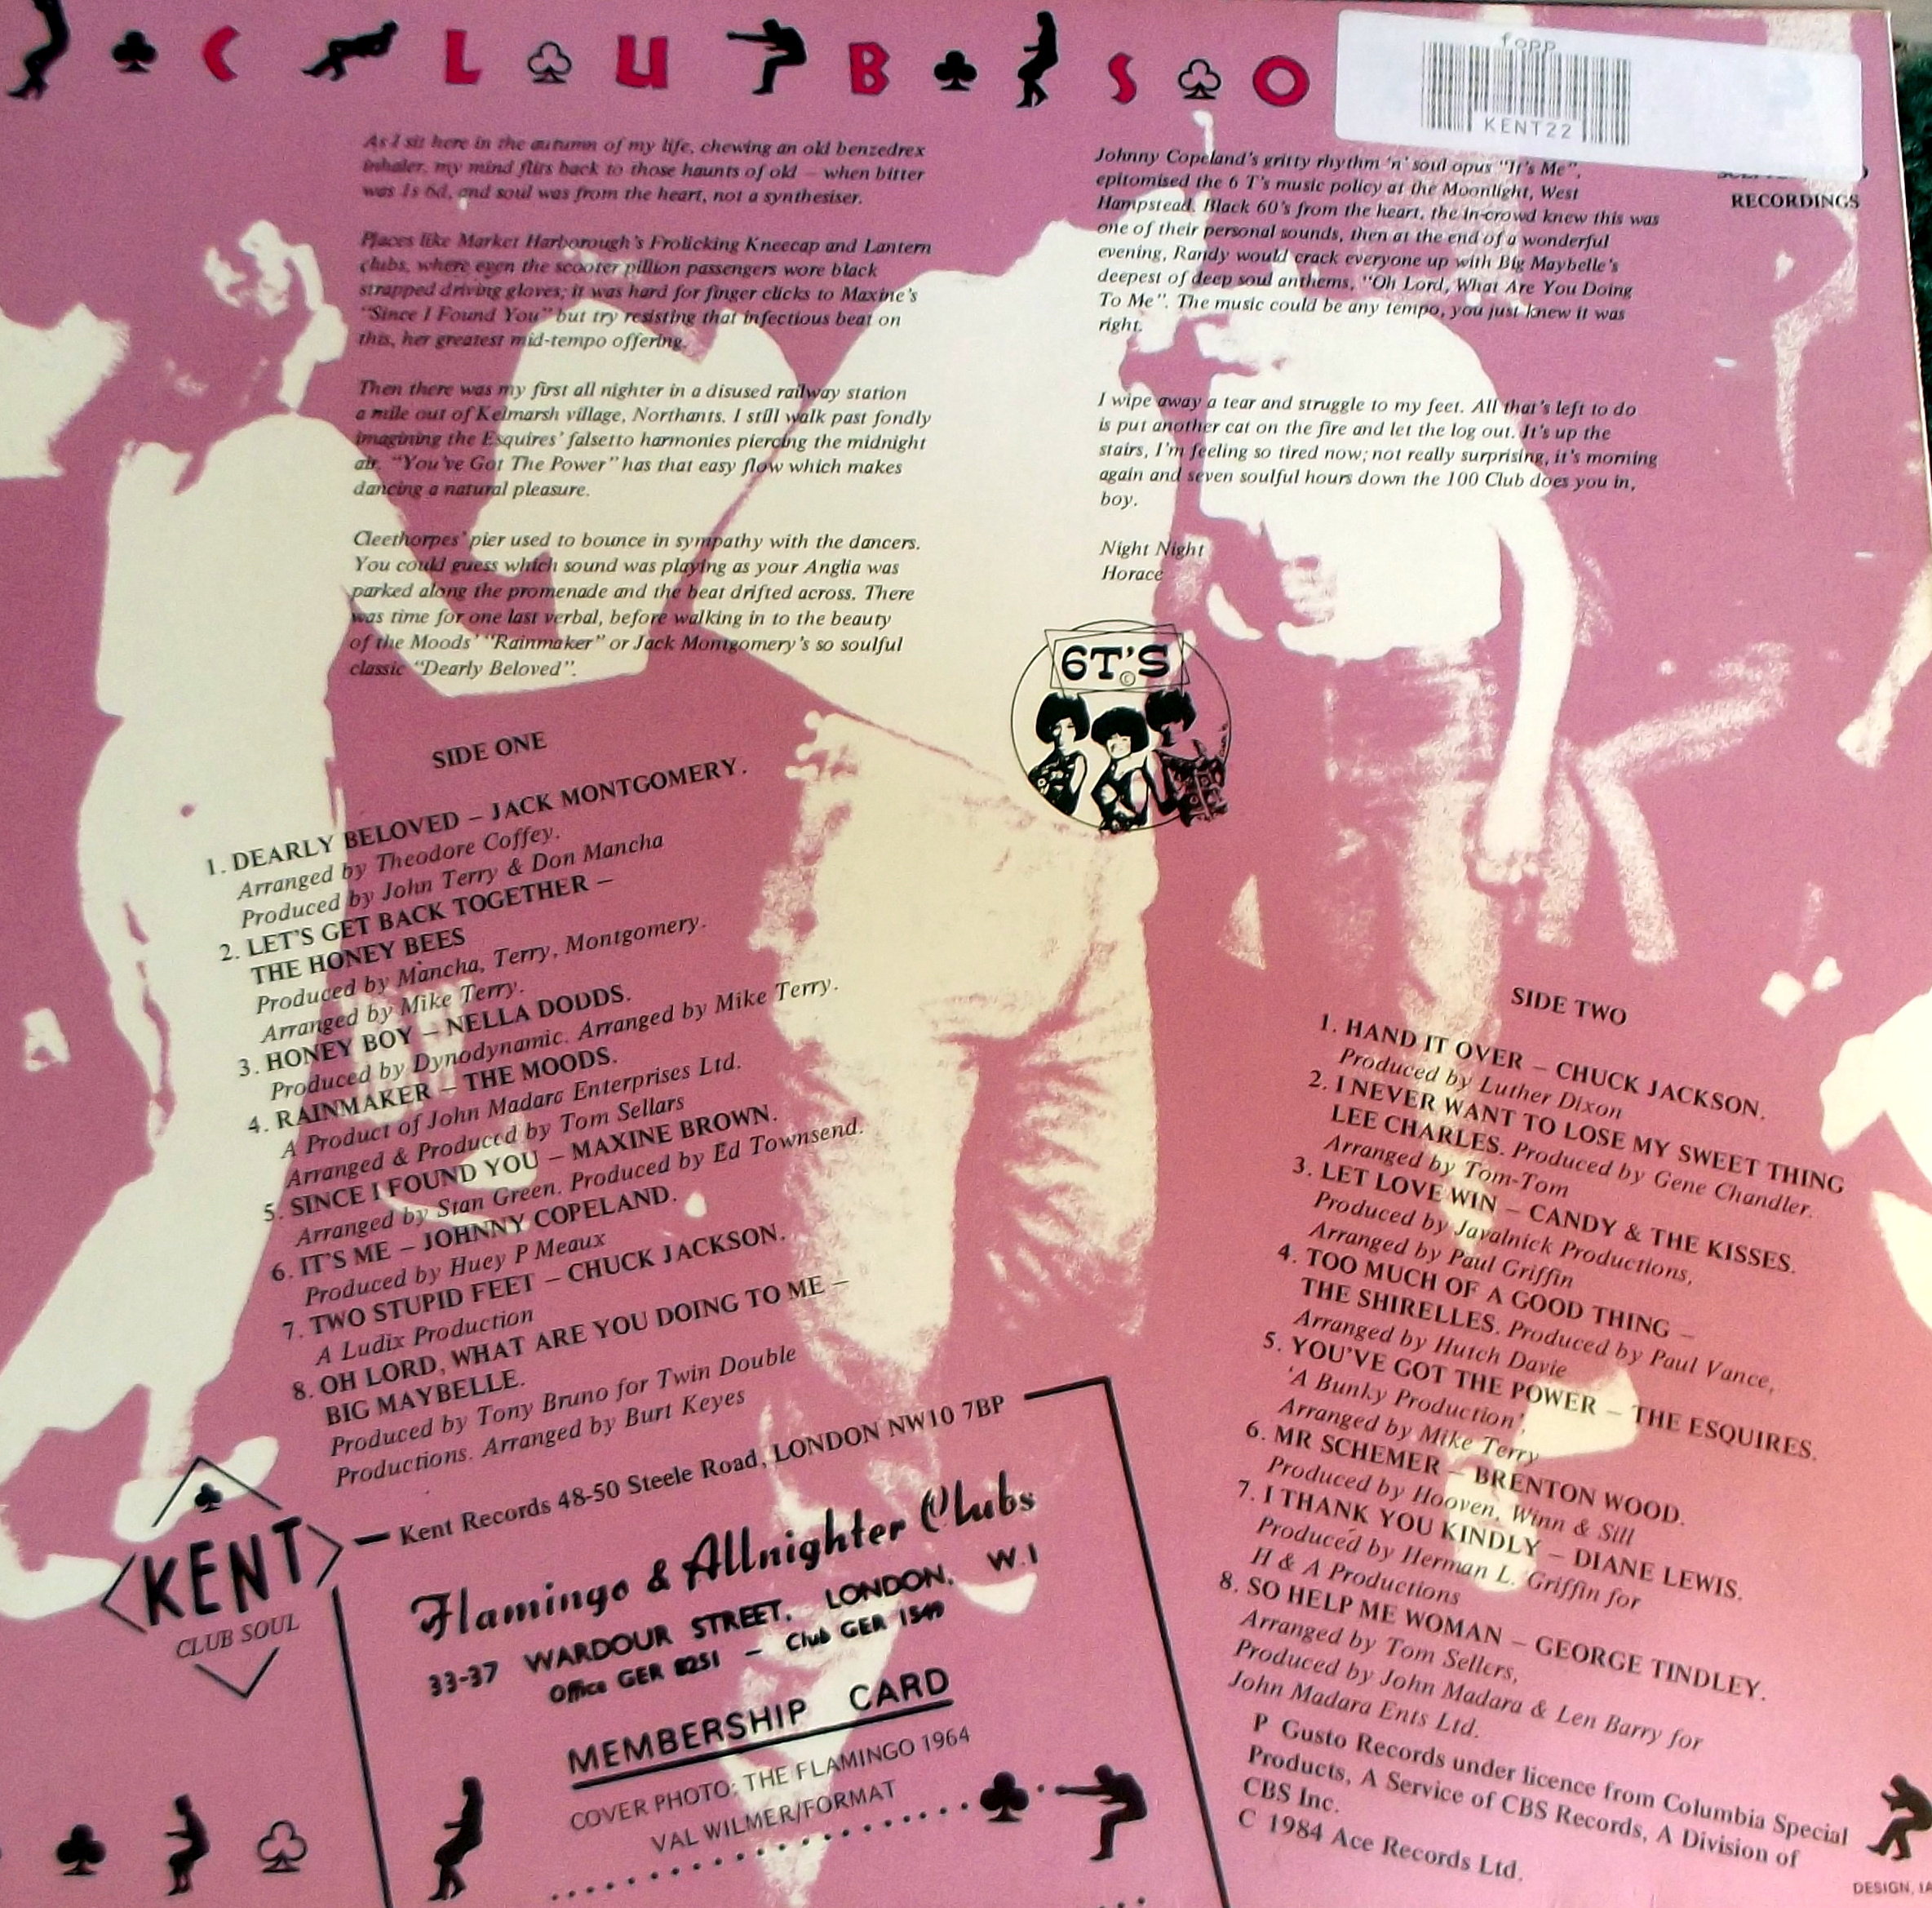 CLUB SO
fopp
KENT22
RECORDINGS
As I sit here in the autumn of my life, chewing an old benzedrex
inhaler, my mind flits back to those haunts of old – when bitter
was 1s 6d, and soul was from the heart, not a synthesiser.
Places like Market Harborough's Frolicking Kneecap and Lantern
clubs, where even the scooter pillion passengers wore black
strapped driving gloves; it was hard for finger clicks to Maxine's
"Since I Found You" but try resisting that infectious beat on
this, her greatest mid-tempo offering.
Then there was my first all nighter in a disused railway station
a mile out of Kelmarsh village, Northants. I still walk past fondly
imagining the Esquires' falsetto harmonies piercing the midnight
air. "You've Got The Power" has that easy flow which makes
dancing a natural pleasure.
Cleethorpes' pier used to bounce in sympathy with the dancers.
You could guess which sound was playing as your Anglia was
parked along the promenade and the beat drifted across. There
was time for one last verbal, before walking in to the beauty
of the Moods' "Rainmaker" or Jack Montgomery's so soulful
classic "Dearly Beloved".
Johnny Copeland's gritty rhythm 'n' soul opus "It's Me",
epitomised the 6 T's music policy at the Moonlight, West
Hampstead. Black 60's from the heart, the in-crowd knew this was
one of their personal sounds, then at the end of a wonderful
evening, Randy would crack everyone up with Big Maybelle's
deepest of deep soul anthems, "Oh Lord, What Are You Doing
To Me". The music could be any tempo, you just knew it was
right.
I wipe away a tear and struggle to my feet. All that's left to do
is put another cat on the fire and let the log out. It's up the
stairs, I'm feeling so tired now; not really surprising, it's morning
again and seven soulful hours down the 100 Club does you in,
boy.
Night Night
Horace
6T'S
©
SIDE ONE
1. DEARLY BELOVED – JACK MONTGOMERY.
Arranged by Theodore Coffey.
Produced by John Terry & Don Mancha
2. LET'S GET BACK TOGETHER –
THE HONEY BEES
Produced by Mancha, Terry, Montgomery.
Arranged by Mike Terry.
3. HONEY BOY – NELLA DODDS.
Produced by Dynodynamic. Arranged by Mike Terry.
4. RAINMAKER – THE MOODS.
A Product of John Madarc Enterprises Ltd.
Arranged & Produced by Tom Sellars
5. SINCE I FOUND YOU – MAXINE BROWN.
Arranged by Stan Green. Produced by Ed Townsend.
6. IT'S ME – JOHNNY COPELAND.
Produced by Huey P Meaux
7. TWO STUPID FEET – CHUCK JACKSON.
A Ludix Production
8. OH LORD, WHAT ARE YOU DOING TO ME –
BIG MAYBELLE.
Produced by Tony Bruno for Twin Double
Productions. Arranged by Burt Keyes
SIDE TWO
1. HAND IT OVER – CHUCK JACKSON.
Produced by Luther Dixon
2. I NEVER WANT TO LOSE MY SWEET THING
LEE CHARLES. Produced by Gene Chandler.
Arranged by Tom-Tom
3. LET LOVE WIN – CANDY & THE KISSES.
Produced by Javalnick Productions,
Arranged by Paul Griffin
4. TOO MUCH OF A GOOD THING –
THE SHIRELLES. Produced by Paul Vance,
Arranged by Hutch Davie
5. YOU'VE GOT THE POWER – THE ESQUIRES.
'A Bunky Production',
Arranged by Mike Terry
6. MR SCHEMER – BRENTON WOOD.
Produced by Hooven, Winn & Sill
7. I THANK YOU KINDLY – DIANE LEWIS.
Produced by Herman L. Griffin for
H & A Productions
8. SO HELP ME WOMAN – GEORGE TINDLEY.
Arranged by Tom Sellers,
Produced by John Madara & Len Barry for
John Madara Ents Ltd.
P Gusto Records under licence from Columbia Special
Products, A Service of CBS Records, A Division of
CBS Inc.
C 1984 Ace Records Ltd.
KENT
CLUB SOUL
Kent Records 48-50 Steele Road, LONDON NW10 7BP
Flamingo & Allnighter Clubs
33-37 WARDOUR STREET, LONDON, W.1
Office GER 8251 – Club GER 1549
MEMBERSHIP CARD
COVER PHOTO: THE FLAMINGO 1964
VAL WILMER/FORMAT
DESIGN,